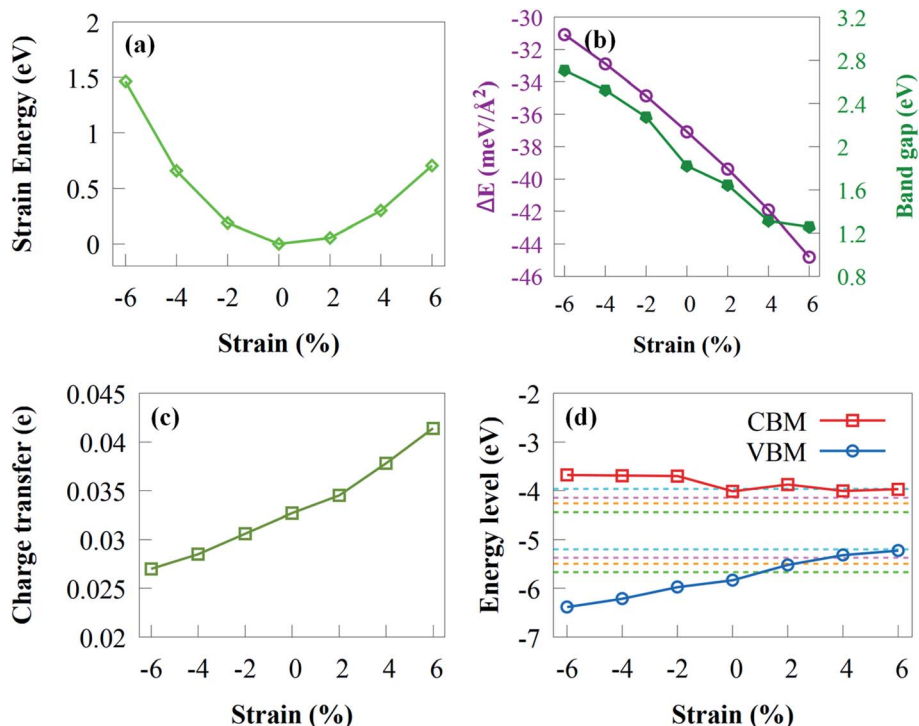 (a)
Strain Energy (eV)
2
1.5
1
0.5
0
-6 -4 -2 0 2 4 6
Strain (%)
(b)
ΔE (meV/Å²)
-30
-31
-32
-34
-36
-38
-40
-42
-44
-46
Band gap (eV)
3.2
2.8
2.4
2
1.6
1.2
0.8
-6 -4 -2 0 2 4 6
Strain (%)
(c)
Charge transfer (e)
0.045
0.04
0.035
0.03
0.025
0.02
-6 -4 -2 0 2 4 6
Strain (%)
(d)
CBM
VBM
Energy level (eV)
-2
-3
-4
-5
-6
-7
-6 -4 -2 0 2 4 6
Strain (%)